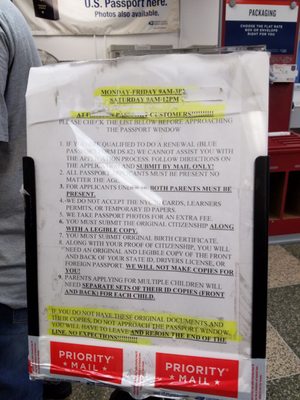 U.S. Passport here.
Photos also available.
PACKAGING
CHOOSE THE FLAT RATE
BOX OR ENVELOPE
MONDAY-FRIDAY 9AM-3P
SATURDAY 9AM-12PM
CUSTOMERS!!!!!!!!!
PLEASE CHECK THE LIST BELOW BEFORE APPROACHING
THE PASSPORT WINDOW
1. IF QUALIFIED TO DO A RENEWAL (BLUE
FORM DS 82) WE CANNOT ASSIST YOU WITH
THE APPLICATION PROCESS. FOLLOW DIRECTIONS ON
THE APPLICATION AND SUBMIT BY MAIL ONLY!
2. ALL PASSPORT MUST BE PRESENT NO
MATTER THE AGE
3. FOR APPLICANTS UNDER BOTH PARENTS MUST BE
PRESENT.
4. WE DO NOT ACCEPT THE NYC ID CARDS, LEARNERS
PERMITS, OR TEMPORARY ID PAPERS.
5. WE TAKE PASSPORT PHOTOS FOR AN EXTRA FEE.
6. YOU MUST SUBMIT THE ORIGINAL CITIZENSHIP ALONG
WITH A LEGIBLE COPY.
7. YOU MUST SUBMIT ORIGINAL BIRTH CERTIFICATE.
8. ALONG WITH YOUR PROOF OF CITIZENSHIP, YOU WILL
NEED AN ORIGINAL AND LEGIBLE COPY OF THE FRONT
AND BACK OF YOUR STATE ID, DRIVERS LICENSE, OR
FOREIGN PASSPORT. WE WILL NOT MAKE COPIES FOR
YOU!
9. PARENTS APPLYING FOR MULTIPLE CHILDREN WILL
NEED SEPARATE SETS OF THEIR ID COPIES (FRONT
AND BACK) FOR EACH CHILD.
IF YOU DO NOT HAVE THESE ORIGINAL DOCUMENTS AND
THEIR COPIES, DO NOT APPROACH THE PASSPORT WINDOW.
YOU WILL HAVE TO LEAVE AND REJOIN THE END OF THE
LINE. NO EXPECTIONS!!!!!!!
PRIORITY
MAIL
PRIORITY
MAIL